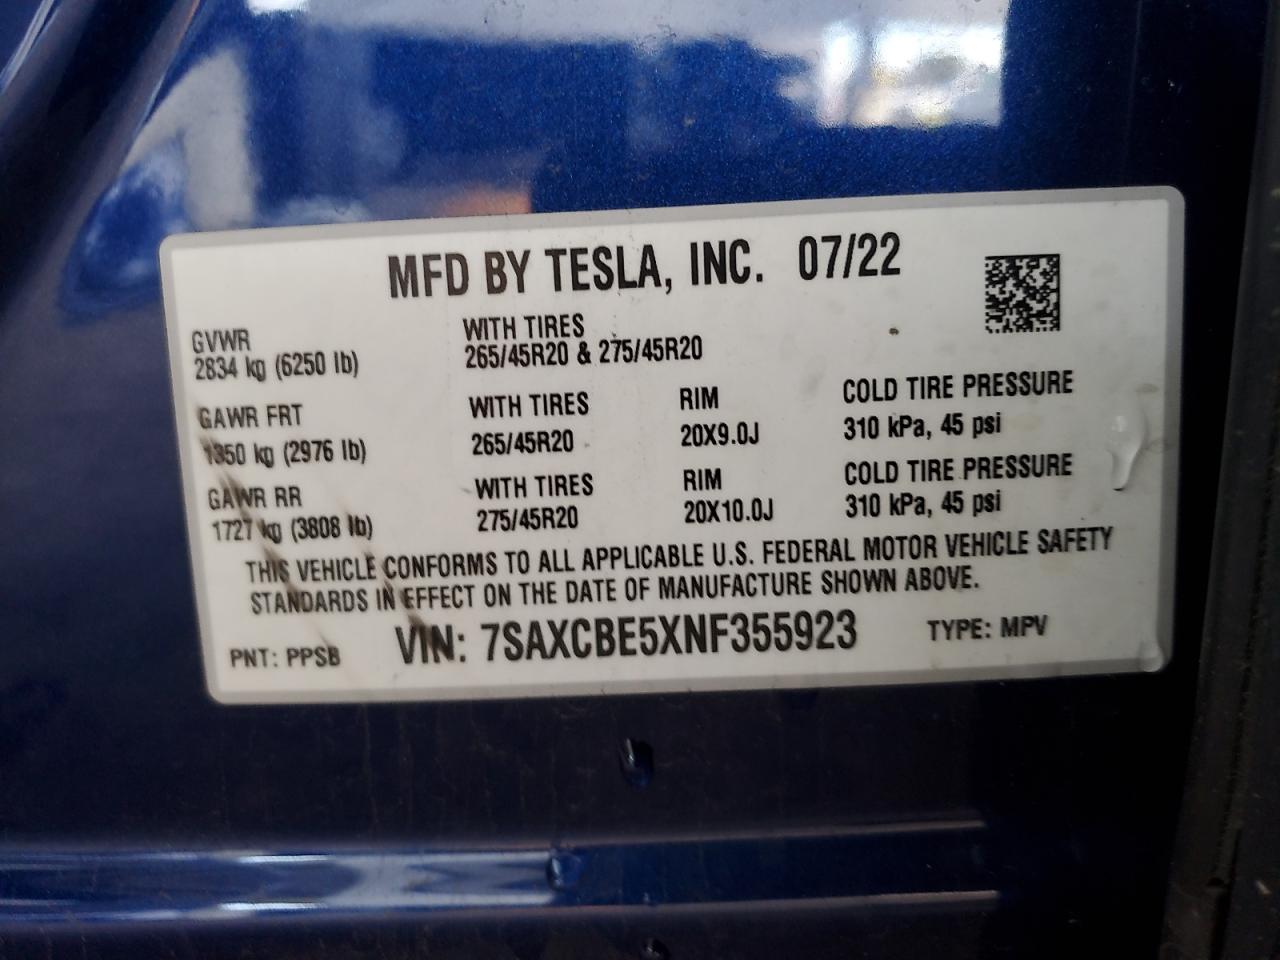 MFD BY TESLA, INC. 07/22
GVWR
2834 kg (6250 lb)
WITH TIRES
265/45R20 & 275/45R20
GAWR FRT
1350 kg (2976 lb)
WITH TIRES
265/45R20
RIM
20X9.0J
COLD TIRE PRESSURE
310 kPa, 45 psi
GAWR RR
1727 kg (3808 lb)
WITH TIRES
275/45R20
RIM
20X10.0J
COLD TIRE PRESSURE
310 kPa, 45 psi
THIS VEHICLE CONFORMS TO ALL APPLICABLE U.S. FEDERAL MOTOR VEHICLE SAFETY
STANDARDS IN EFFECT ON THE DATE OF MANUFACTURE SHOWN ABOVE.
PNT: PPSB VIN: 7SAXCBE5XNF355923 TYPE: MPV